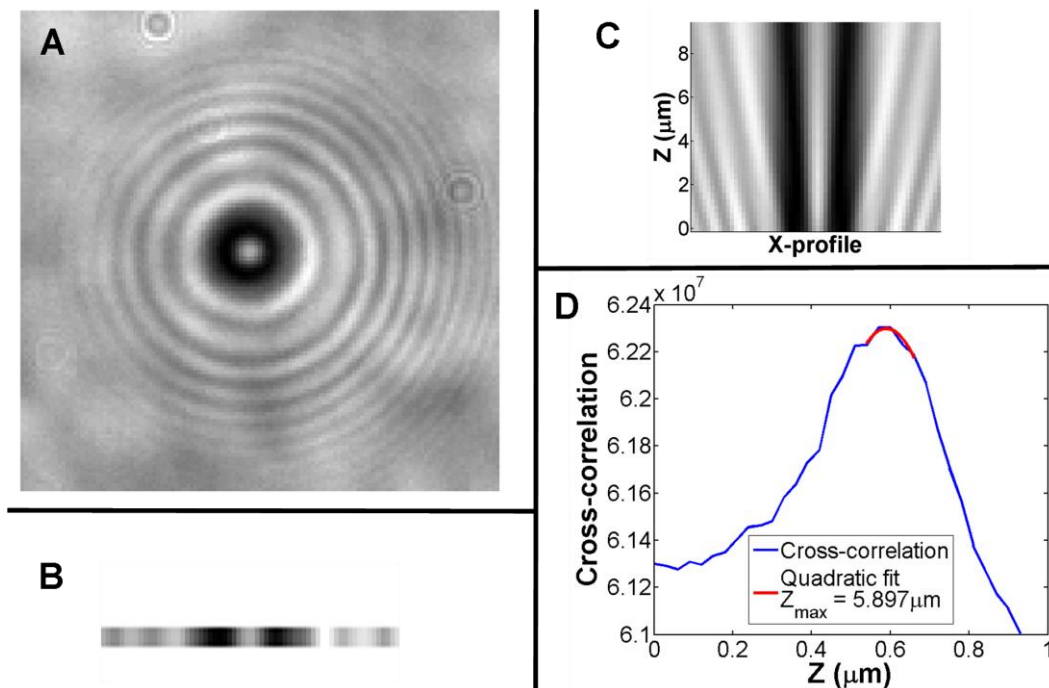 A
B
C
8
6
4
2
0
Z (μm)
X-profile
D
x 10^7
6.24
6.22
6.2
6.18
6.16
6.14
6.12
6.1
Cross-correlation
Cross-correlation
Quadratic fit
Z_max = 5.897μm
0 0.2 0.4 0.6 0.8 1
Z (μm)